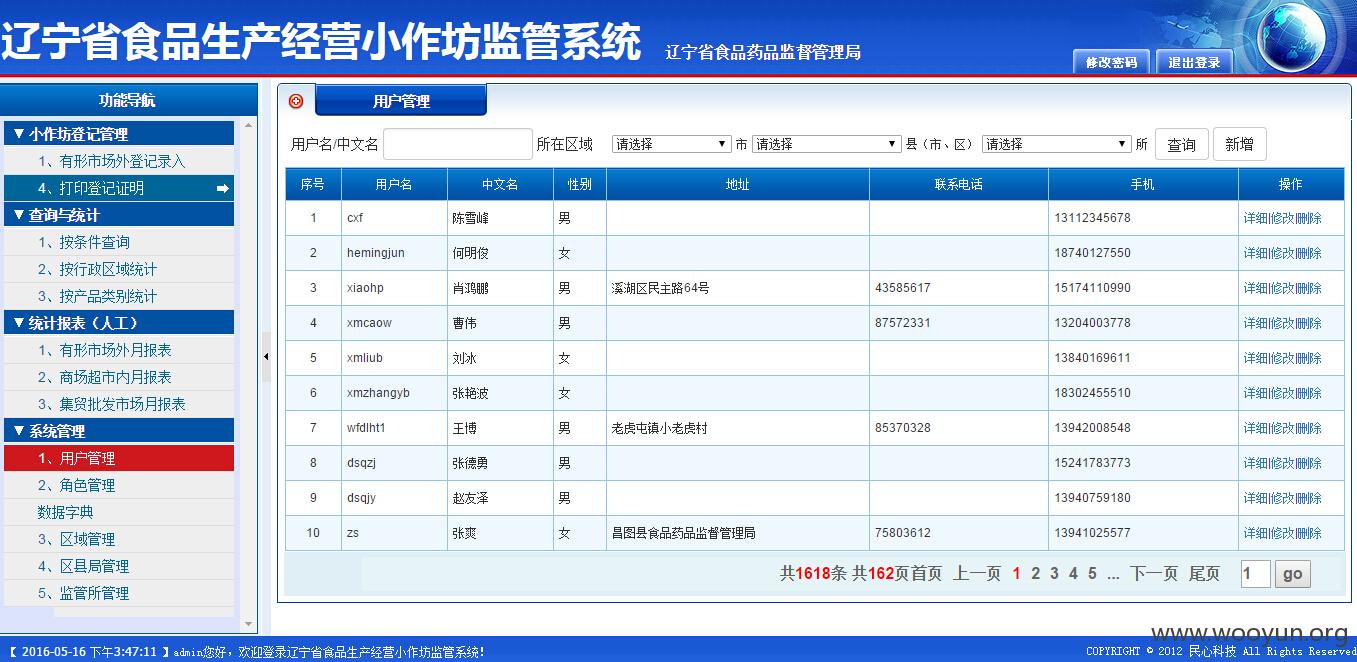 辽宁省食品生产经营小作坊监管系统 辽宁省食品药品监督管理局
修改密码 退出登录
功能导航
▼小作坊登记管理
1、有形市场外登记录入
4、打印登记证明
▼查询与统计
1、按条件查询
2、按行政区域统计
3、按产品类别统计
▼统计报表（人工）
1、有形市场外月报表
2、商场超市内月报表
3、集贸批发市场月报表
▼系统管理
1、用户管理
2、角色管理
数据字典
3、区域管理
4、区县局管理
5、监管所管理
用户管理
用户名/中文名 所在区域 请选择 市 请选择 县（市、区） 请选择 所 查询 新增
序号 用户名 中文名 性别 地址 联系电话 手机 操作
1 cxf 陈雪峰 男 13112345678 详细|修改|删除
2 hemingjun 何明俊 女 18740127550 详细|修改|删除
3 xiaohp 肖鸿鹏 男 溪湖区民主路64号 43585617 15174110990 详细|修改|删除
4 xmcaow 曹伟 男 87572331 13204003778 详细|修改|删除
5 xmliub 刘冰 女 13840169611 详细|修改|删除
6 xmzhangyb 张艳波 女 18302455510 详细|修改|删除
7 wfdlht1 王博 男 老虎屯镇小老虎村 85370328 13942008548 详细|修改|删除
8 dsqzj 张德勇 男 15241783773 详细|修改|删除
9 dsqjy 赵友泽 男 13940759180 详细|修改|删除
10 zs 张爽 女 昌图县食品药品监督管理局 75803612 13941025577 详细|修改|删除
共1618条 共162页首页 上一页 1 2 3 4 5 ... 下一页 尾页 1 go
www.wooyun.org
【 2016-05-16 下午3:47:11 】admin您好，欢迎登录辽宁省食品生产经营小作坊监管系统！
COPYRIGHT © 2012 民心科技 All Rights Reserved